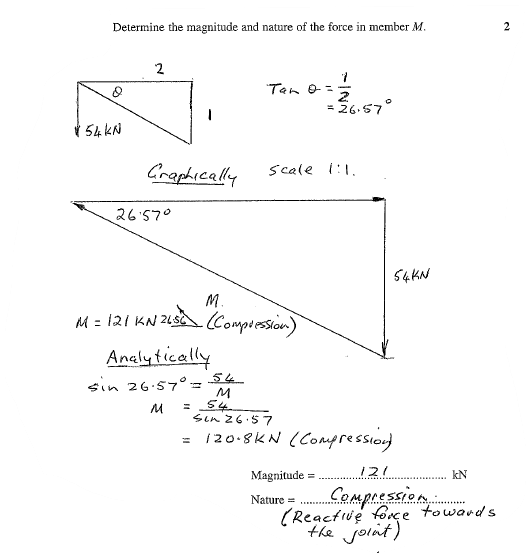 Determine the magnitude and nature of the force in member M. 2
2
θ
1
54 kN
Tan θ = 1/2
= 26.57°
Graphically scale 1:1.
26.57°
54 kN
M.
M = 121 KN 26.56 (Compression)
Analytically
sin 26.57° = 54/M
M = 54/sin 26.57
= 120.8 kN (Compression)
Magnitude = 121 kN
Nature = Compression.
(Reactive force towards
the joint)